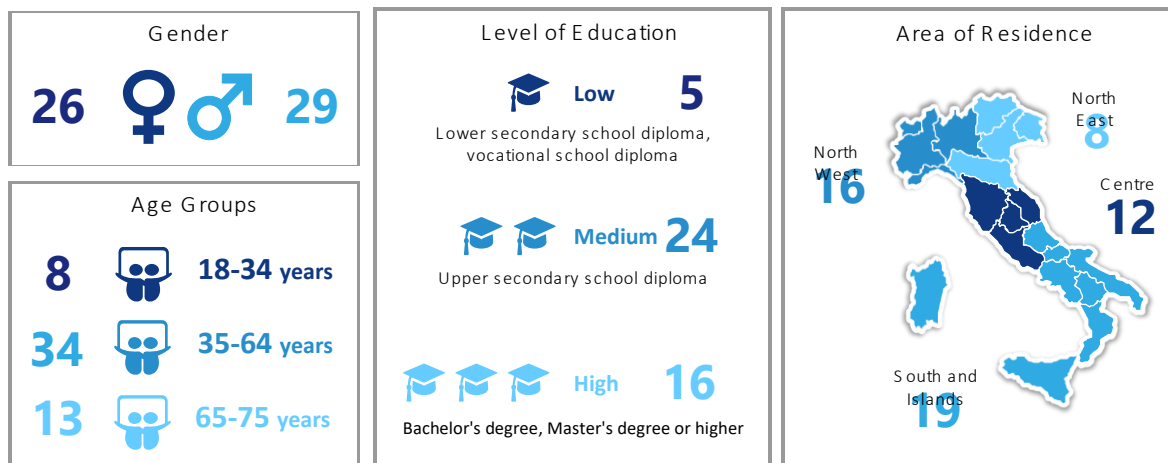 Gender
26
29
Age Groups
8
18-34 years
34
35-64 years
13
65-75 years
Level of Education
Low
5
Lower secondary school diploma,
vocational school diploma
Medium
24
Upper secondary school diploma
High
16
Bachelor's degree, Master's degree or higher
Area of Residence
North
East
8
North
West
16
Centre
12
South and
Islands
19